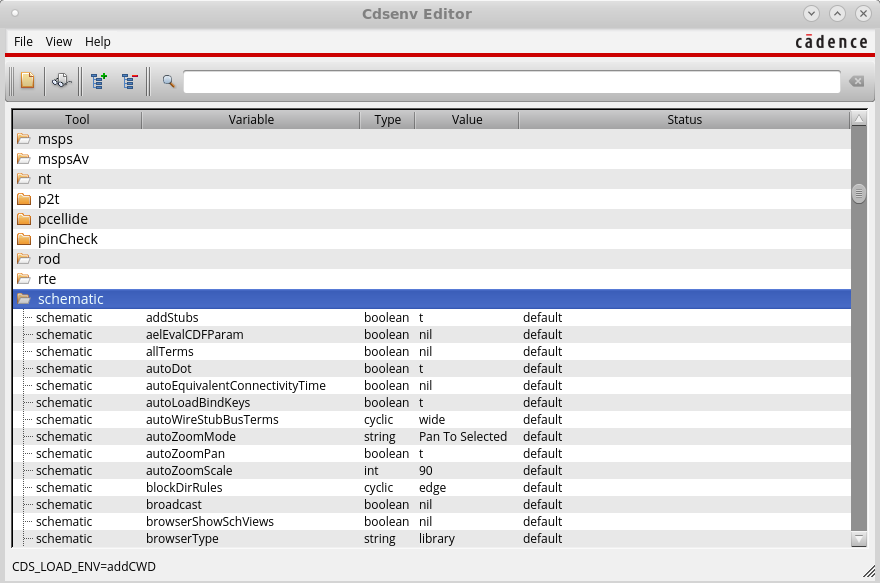 Cdsenv Editor
File View Help
cādence
Tool Variable Type Value Status
msps
mspsAv
nt
p2t
pcellide
pinCheck
rod
rte
schematic
schematic addStubs boolean t default
schematic aelEvalCDFParam boolean nil default
schematic allTerms boolean nil default
schematic autoDot boolean t default
schematic autoEquivalentConnectivityTime boolean nil default
schematic autoLoadBindKeys boolean t default
schematic autoWireStubBusTerms cyclic wide default
schematic autoZoomMode string Pan To Selected default
schematic autoZoomPan boolean t default
schematic autoZoomScale int 90 default
schematic blockDirRules cyclic edge default
schematic broadcast boolean nil default
schematic browserShowSchViews boolean nil default
schematic browserType string library default
CDS_LOAD_ENV=addCWD